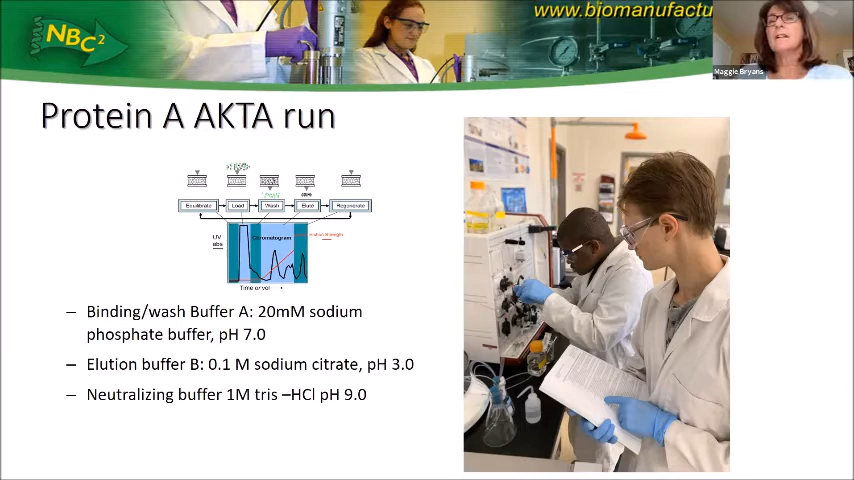 www.biomanufactu
NBC²
Maggie Bryans
Protein A AKTA run
Equilibrate
Load
Wash
Elute
Regenerate
UV
abs
Chromatogram
Time or vol
– Binding/wash Buffer A: 20mM sodium
phosphate buffer, pH 7.0
– Elution buffer B: 0.1 M sodium citrate, pH 3.0
– Neutralizing buffer 1M tris –HCl pH 9.0